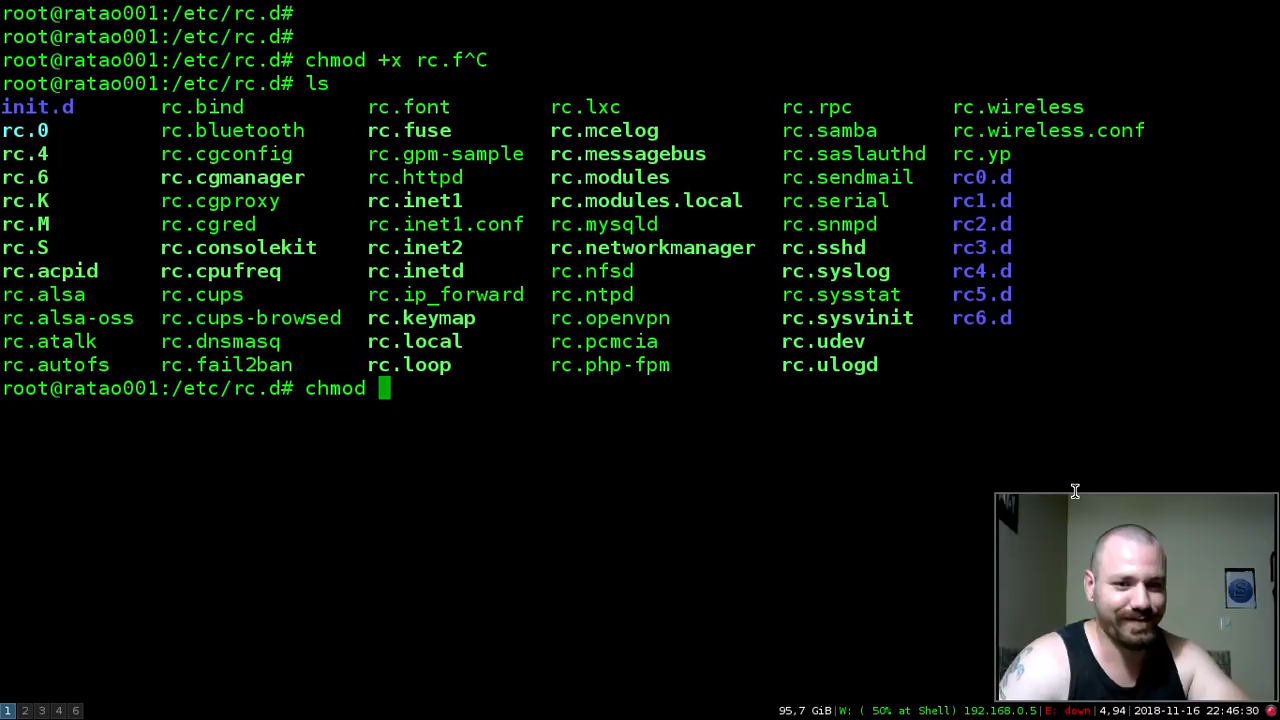 root@ratao001:/etc/rc.d#
root@ratao001:/etc/rc.d#
root@ratao001:/etc/rc.d# chmod +x rc.f^C
root@ratao001:/etc/rc.d# ls
init.d rc.bind rc.font rc.lxc rc.rpc rc.wireless
rc.0 rc.bluetooth rc.fuse rc.mcelog rc.samba rc.wireless.conf
rc.4 rc.cgconfig rc.gpm-sample rc.messagebus rc.saslauthd rc.yp
rc.6 rc.cgmanager rc.httpd rc.modules rc.sendmail rc0.d
rc.K rc.cgproxy rc.inet1 rc.modules.local rc.serial rc1.d
rc.M rc.cgred rc.inet1.conf rc.mysqld rc.snmpd rc2.d
rc.S rc.consolekit rc.inet2 rc.networkmanager rc.sshd rc3.d
rc.acpid rc.cpufreq rc.inetd rc.nfsd rc.syslog rc4.d
rc.alsa rc.cups rc.ip_forward rc.ntpd rc.sysstat rc5.d
rc.alsa-oss rc.cups-browsed rc.keymap rc.openvpn rc.sysvinit rc6.d
rc.atalk rc.dnsmasq rc.local rc.pcmcia rc.udev
rc.autofs rc.fail2ban rc.loop rc.php-fpm rc.ulogd
root@ratao001:/etc/rc.d# chmod
S
1 2 3 4 6 95,7 GiB|W: ( 50% at Shell) 192.168.0.5|E: down|4,94|2018-11-16 22:46:30